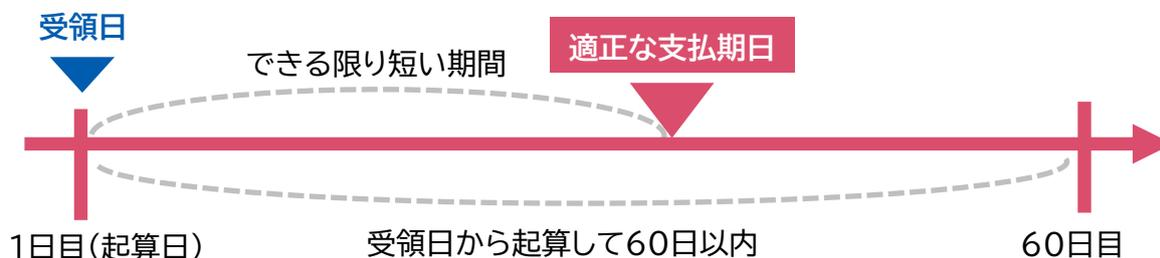 受領日
できる限り短い期間
適正な支払期日
1日目(起算日)
受領日から起算して60日以内
60日目